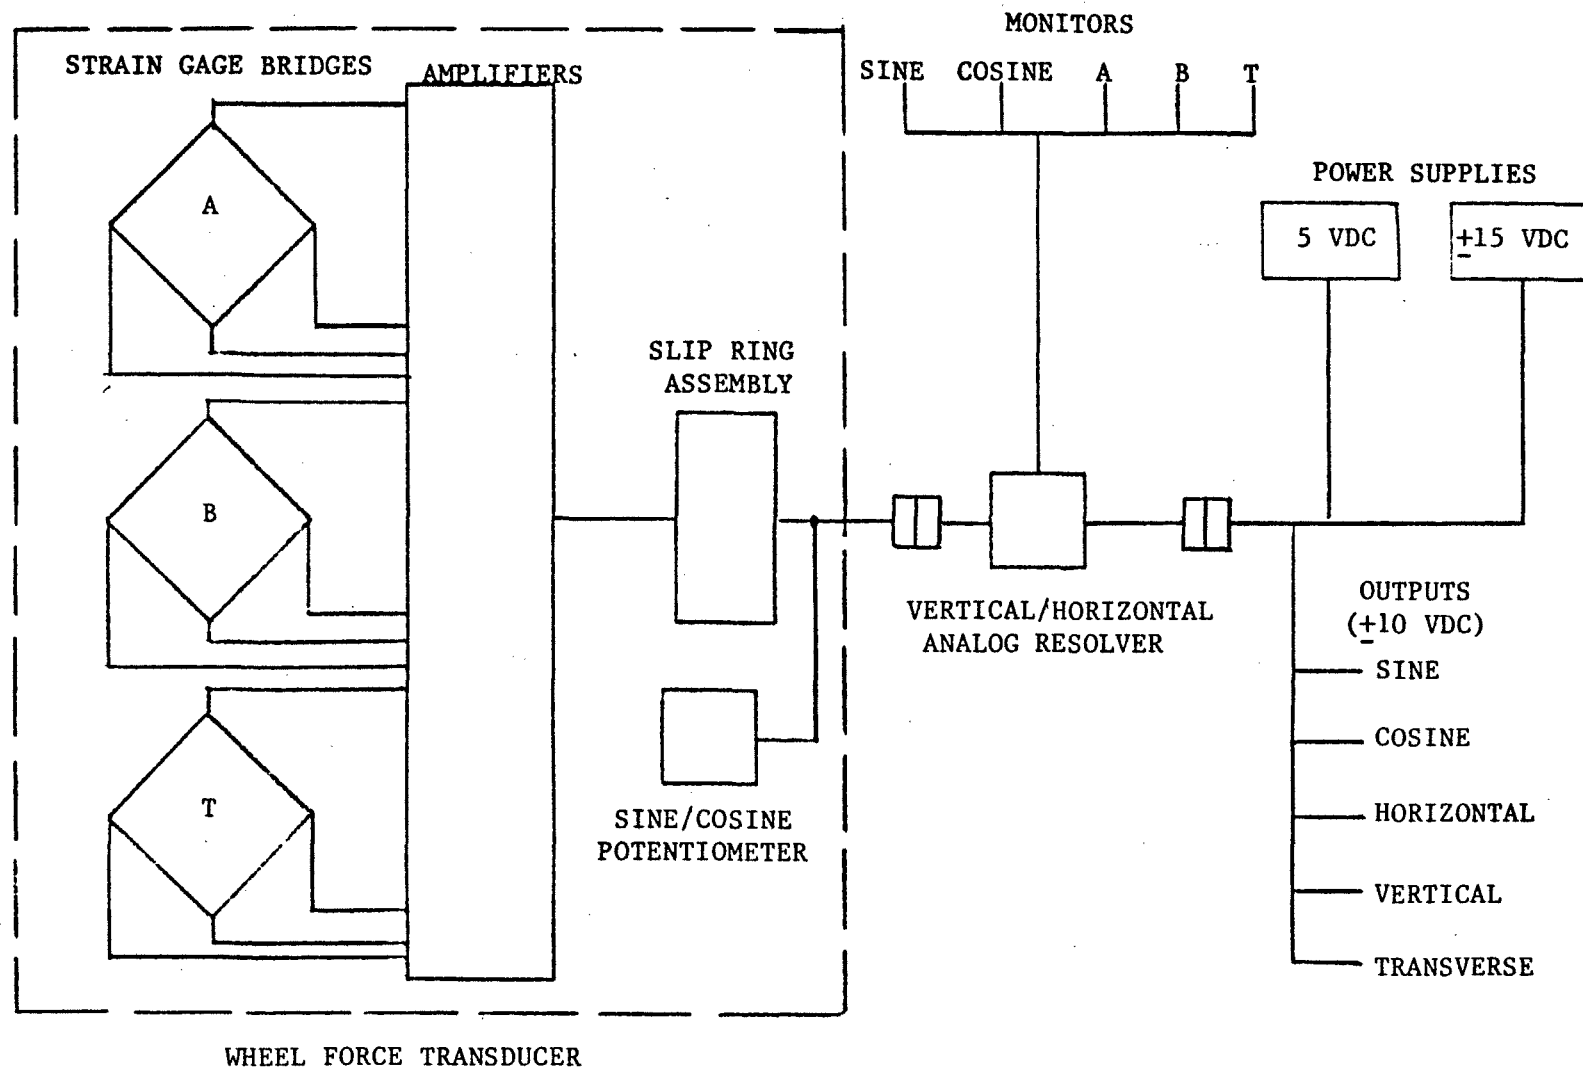 MONITORS
STRAIN GAGE BRIDGES
AMPLIFIERS
SINE COSINE A B T
POWER SUPPLIES
A
5 VDC
±15 VDC
SLIP RING
ASSEMBLY
B
VERTICAL/HORIZONTAL
ANALOG RESOLVER
OUTPUTS
(±10 VDC)
SINE
COSINE
HORIZONTAL
VERTICAL
TRANSVERSE
T
SINE/COSINE
POTENTIOMETER
WHEEL FORCE TRANSDUCER